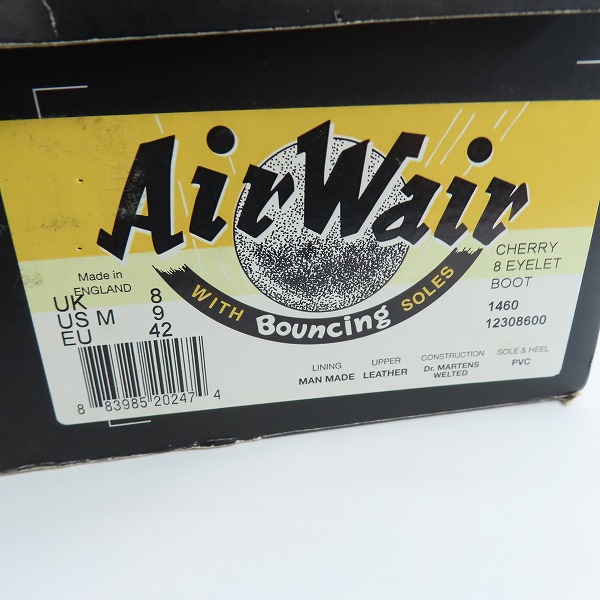 AirWair
WITH Bouncing SOLES
Made in
ENGLAND
UK 8
US M 9
EU 42
8 83985 20247 4
CHERRY
8 EYELET
BOOT
1460
12308600
LINING
MAN MADE
UPPER
LEATHER
CONSTRUCTION
Dr. MARTENS
WELTED
SOLE & HEEL
PVC